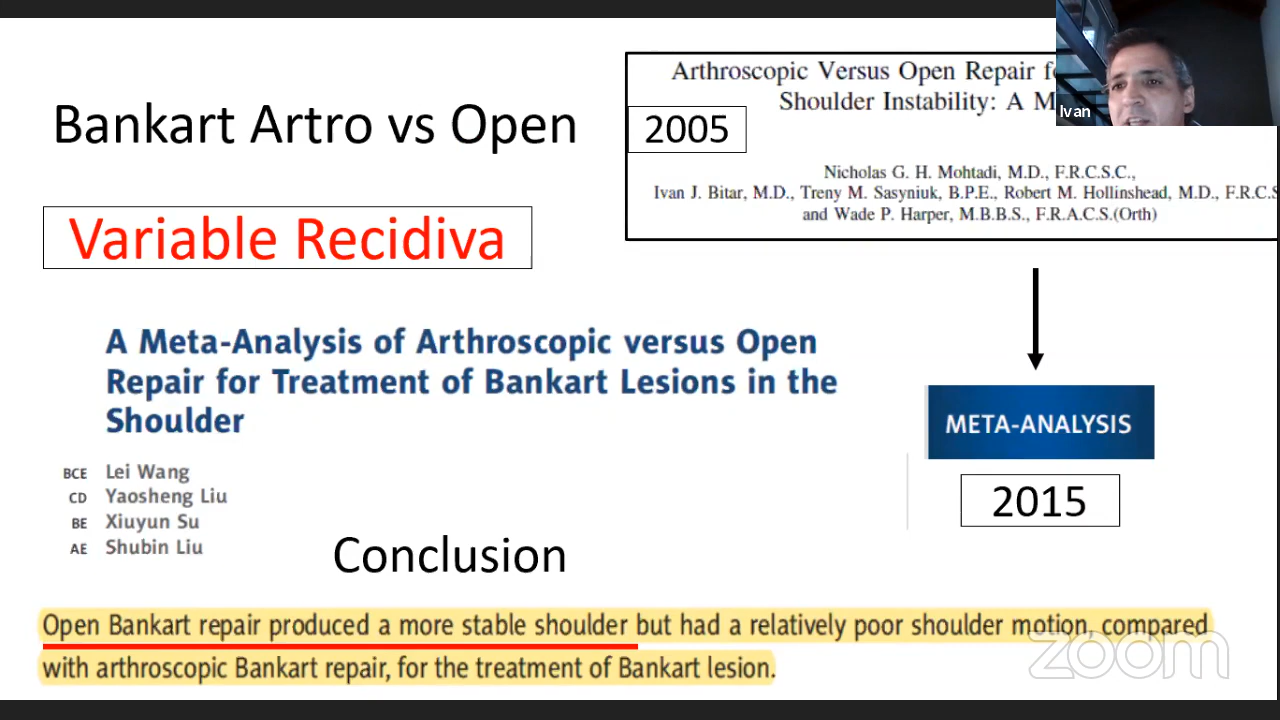 Bankart Artro vs Open
Variable Recidiva
Arthroscopic Versus Open Repair
Shoulder Instability: A
2005
Nicholas G. H. Mohtadi, M.D., F.R.C.S.C.,
Ivan J. Bitar, M.D., Treny M. Sasyniuk, B.P.E., Robert M. Hollinshead, M.D., F.R.C.S
and Wade P. Harper, M.B.B.S., F.R.A.C.S.(Orth)
Ivan
A Meta-Analysis of Arthroscopic versus Open
Repair for Treatment of Bankart Lesions in the
Shoulder
META-ANALYSIS
2015
BCE Lei Wang
CD Yaosheng Liu
BE Xiuyun Su
AE Shubin Liu
Conclusion
Open Bankart repair produced a more stable shoulder but had a relatively poor shoulder motion, compared
with arthroscopic Bankart repair, for the treatment of Bankart lesion.
zoom